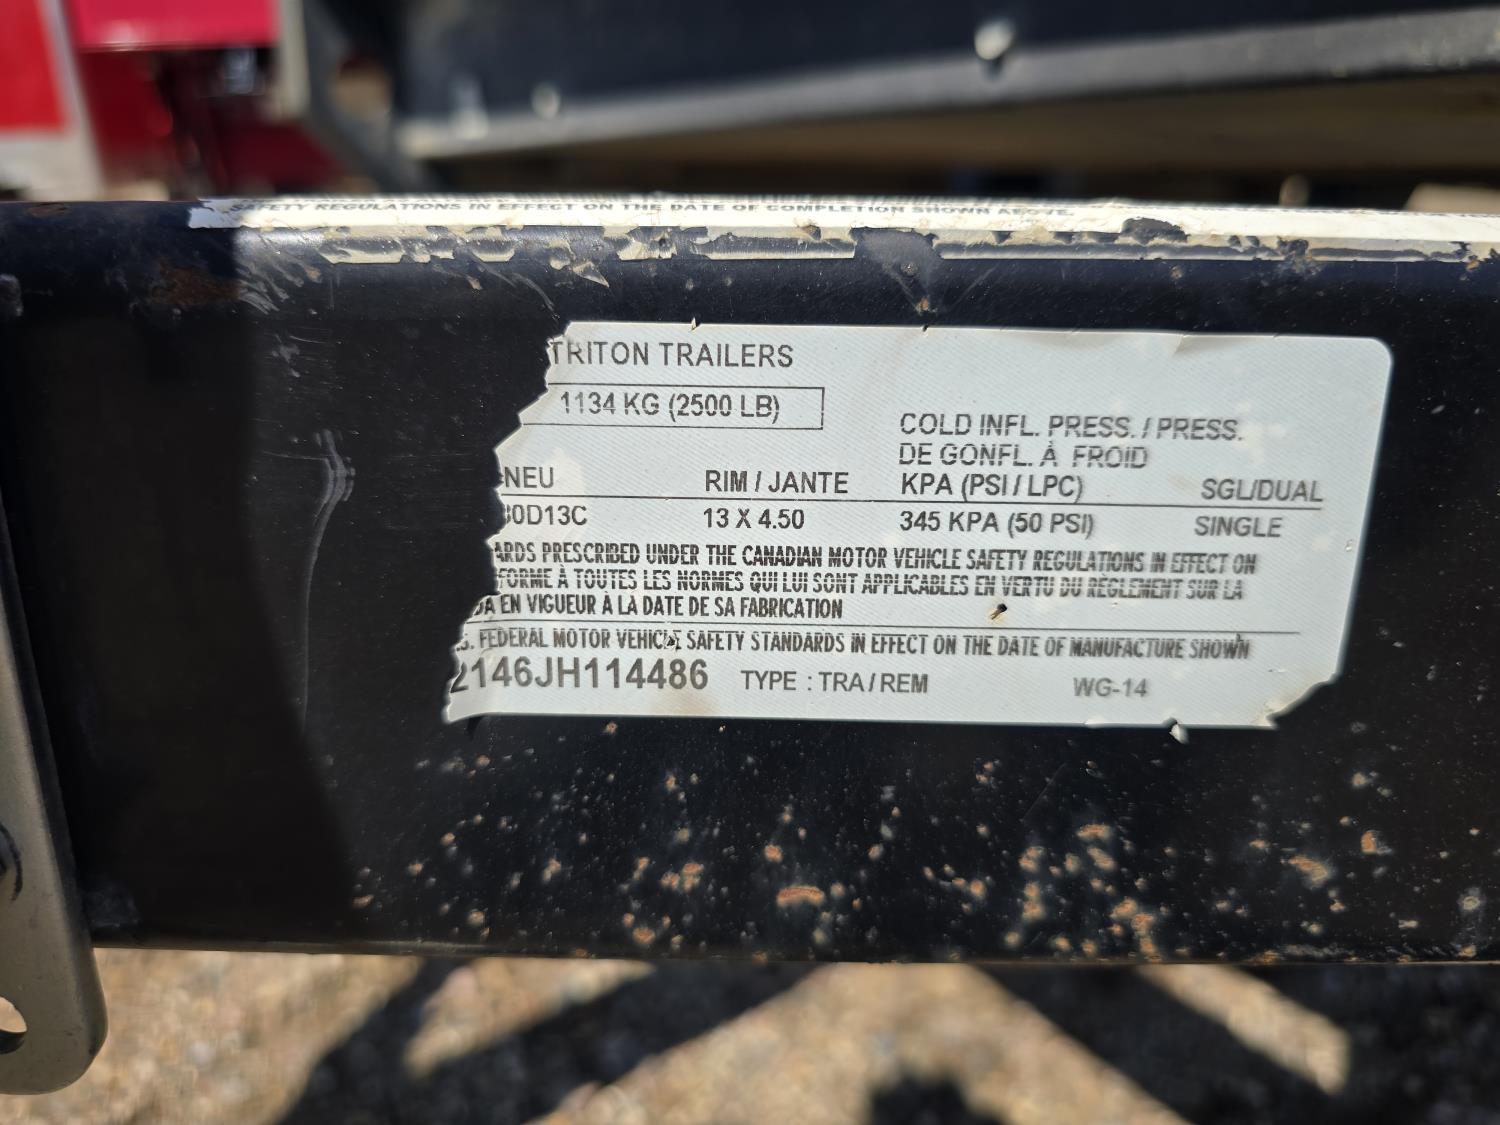 SAFETY REGULATIONS IN EFFECT ON THE DATE OF COMPLETION SHOWN ABOVE.
TRITON TRAILERS
1134 KG (2500 LB)
COLD INFL. PRESS. / PRESS.
DE GONFL. À FROID
NEU RIM / JANTE KPA (PSI / LPC) SGL/DUAL
0D13C 13 X 4.50 345 KPA (50 PSI) SINGLE
ARDS PRESCRIBED UNDER THE CANADIAN MOTOR VEHICLE SAFETY REGULATIONS IN EFFECT ON
FORME À TOUTES LES NORMES QUI LUI SONT APPLICABLES EN VERTU DU RÈGLEMENT SUR LA
DA EN VIGUEUR À LA DATE DE SA FABRICATION
S. FEDERAL MOTOR VEHICLE SAFETY STANDARDS IN EFFECT ON THE DATE OF MANUFACTURE SHOWN
2146JH114486 TYPE : TRA / REM WG-14